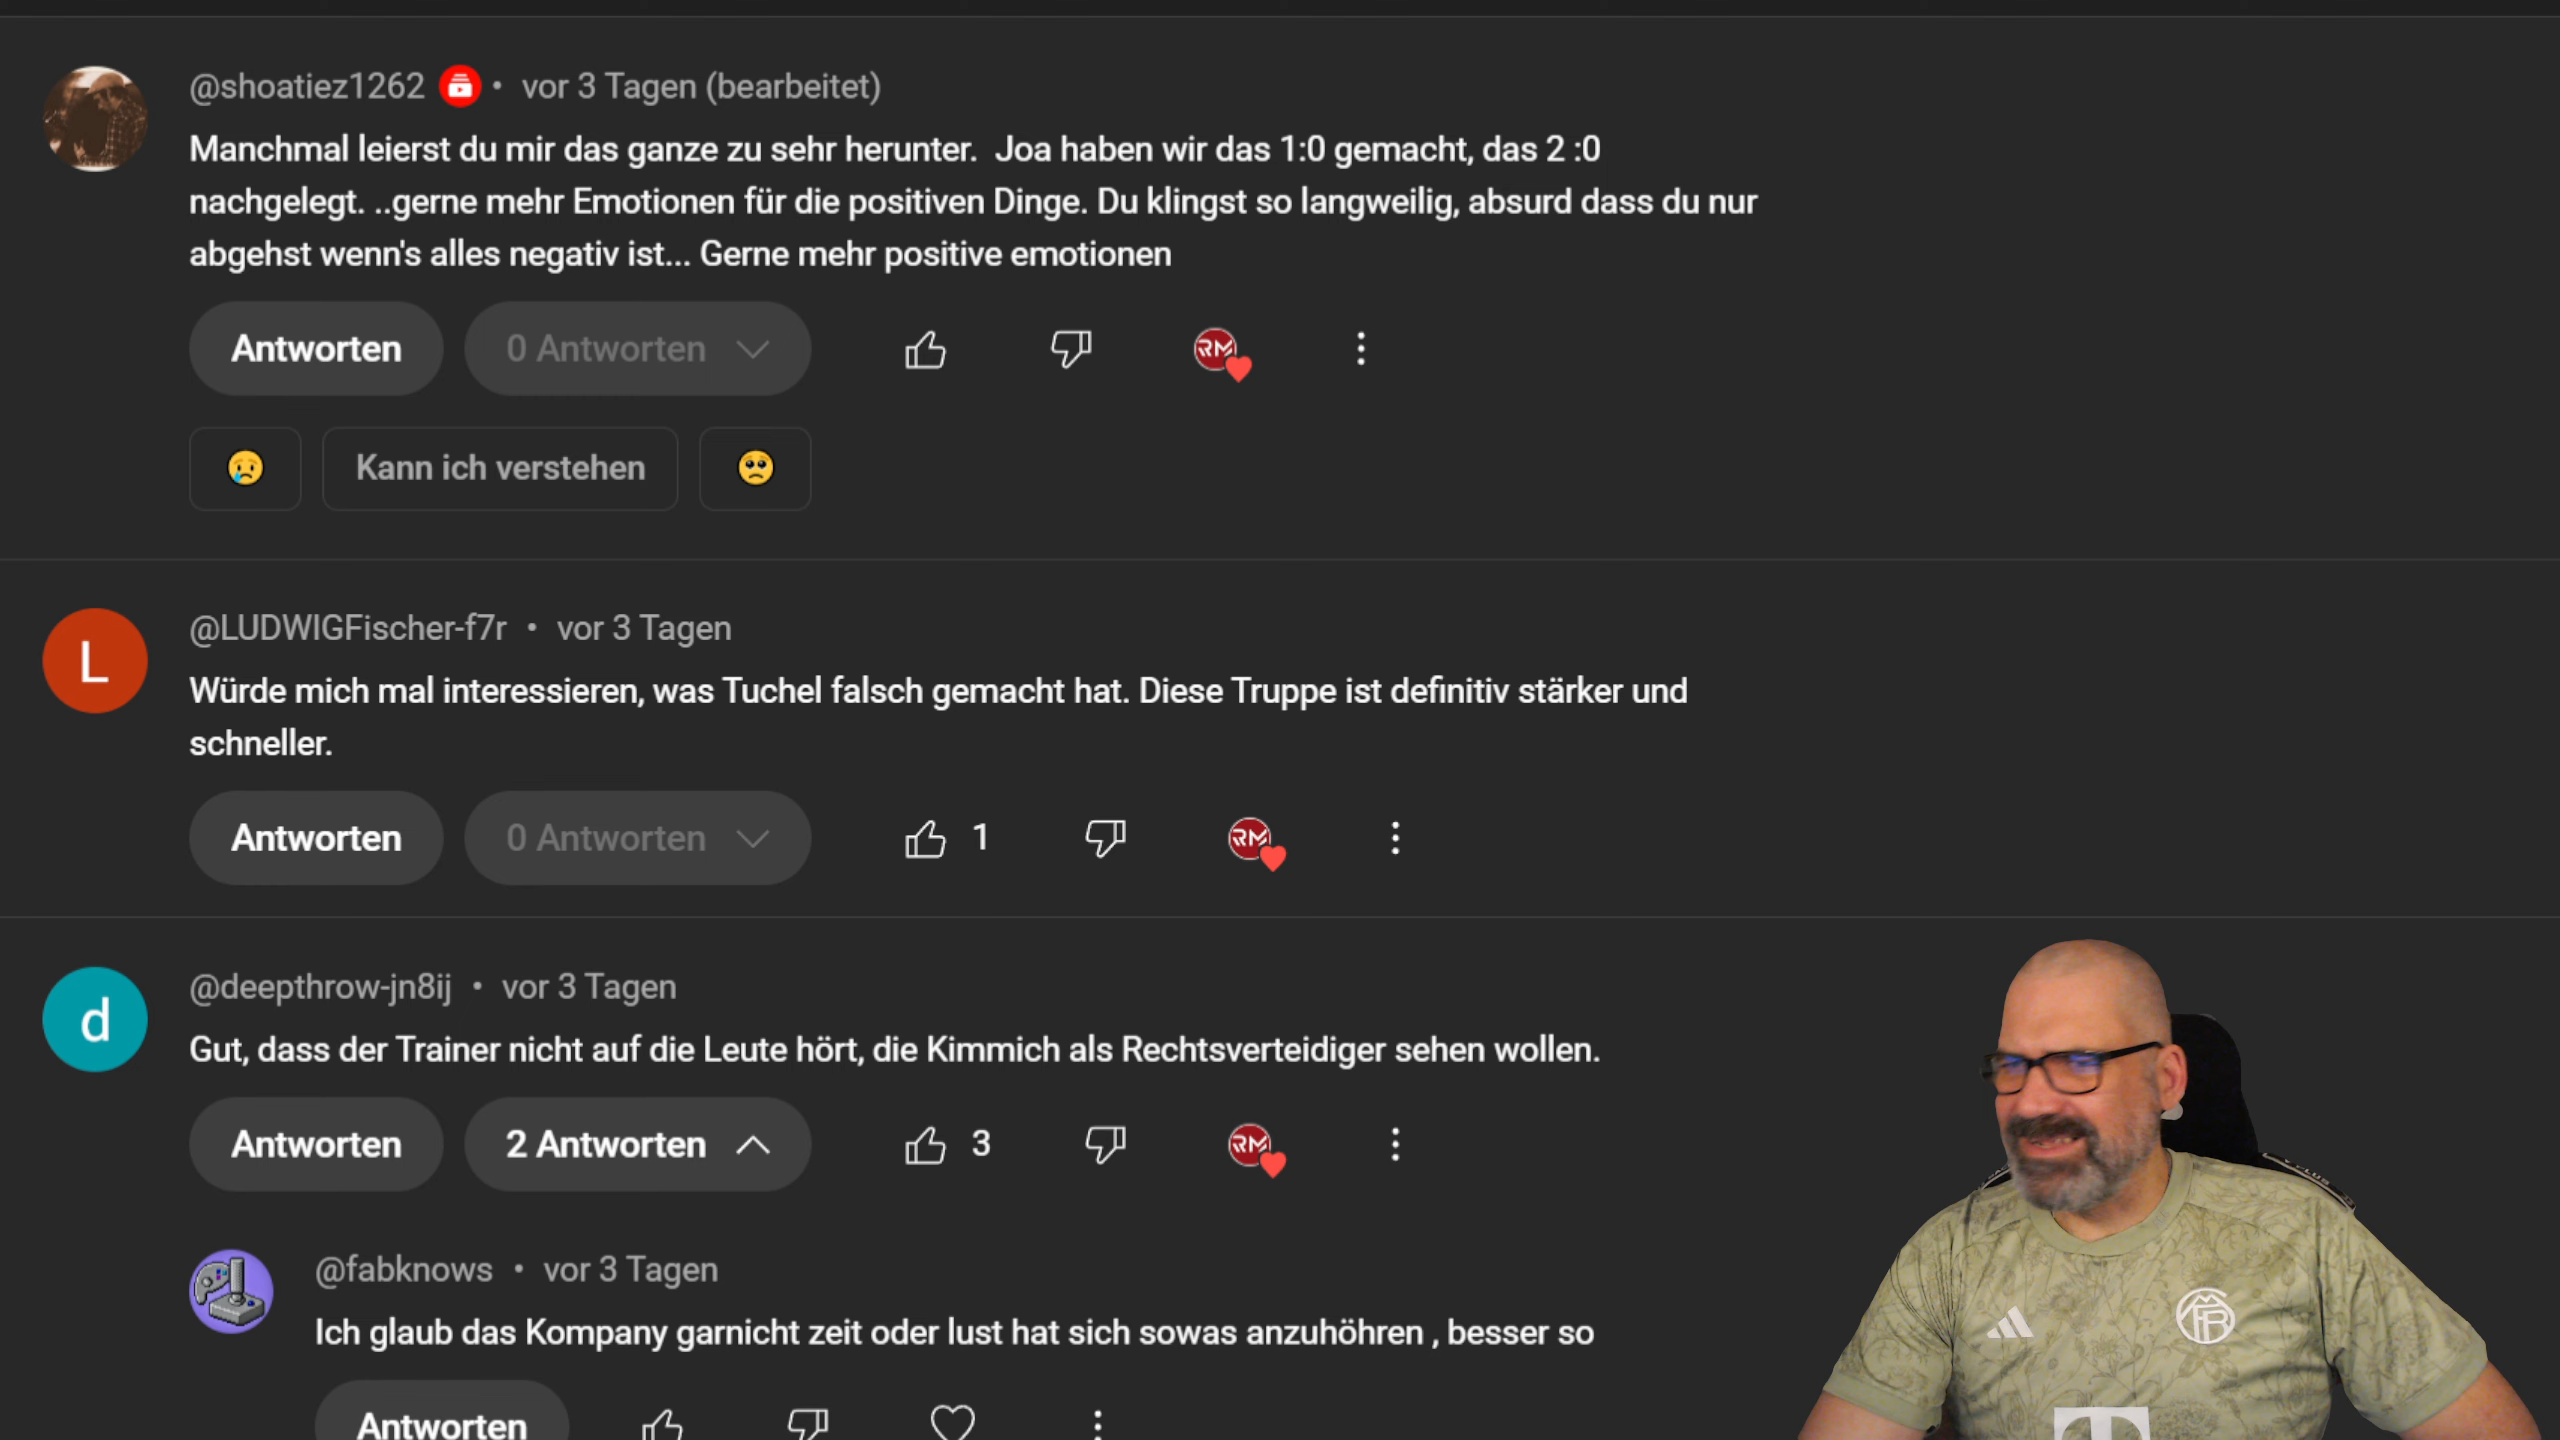 @shoatiez1262 • vor 3 Tagen (bearbeitet)
Manchmal leierst du mir das ganze zu sehr herunter. Joa haben wir das 1:0 gemacht, das 2 :0
nachgelegt. ..gerne mehr Emotionen für die positiven Dinge. Du klingst so langweilig, absurd dass du nur
abgehst wenn's alles negativ ist... Gerne mehr positive emotionen
Antworten 0 Antworten RM
😢 Kann ich verstehen 🥺
L @LUDWIGFischer-f7r • vor 3 Tagen
Würde mich mal interessieren, was Tuchel falsch gemacht hat. Diese Truppe ist definitiv stärker und
schneller.
Antworten 0 Antworten 1 RM
d @deepthrow-jn8ij • vor 3 Tagen
Gut, dass der Trainer nicht auf die Leute hört, die Kimmich als Rechtsverteidiger sehen wollen.
Antworten 2 Antworten 3 RM
@fabknows • vor 3 Tagen
Ich glaub das Kompany garnicht zeit oder lust hat sich sowas anzuhöhren , besser so
Antworten
T